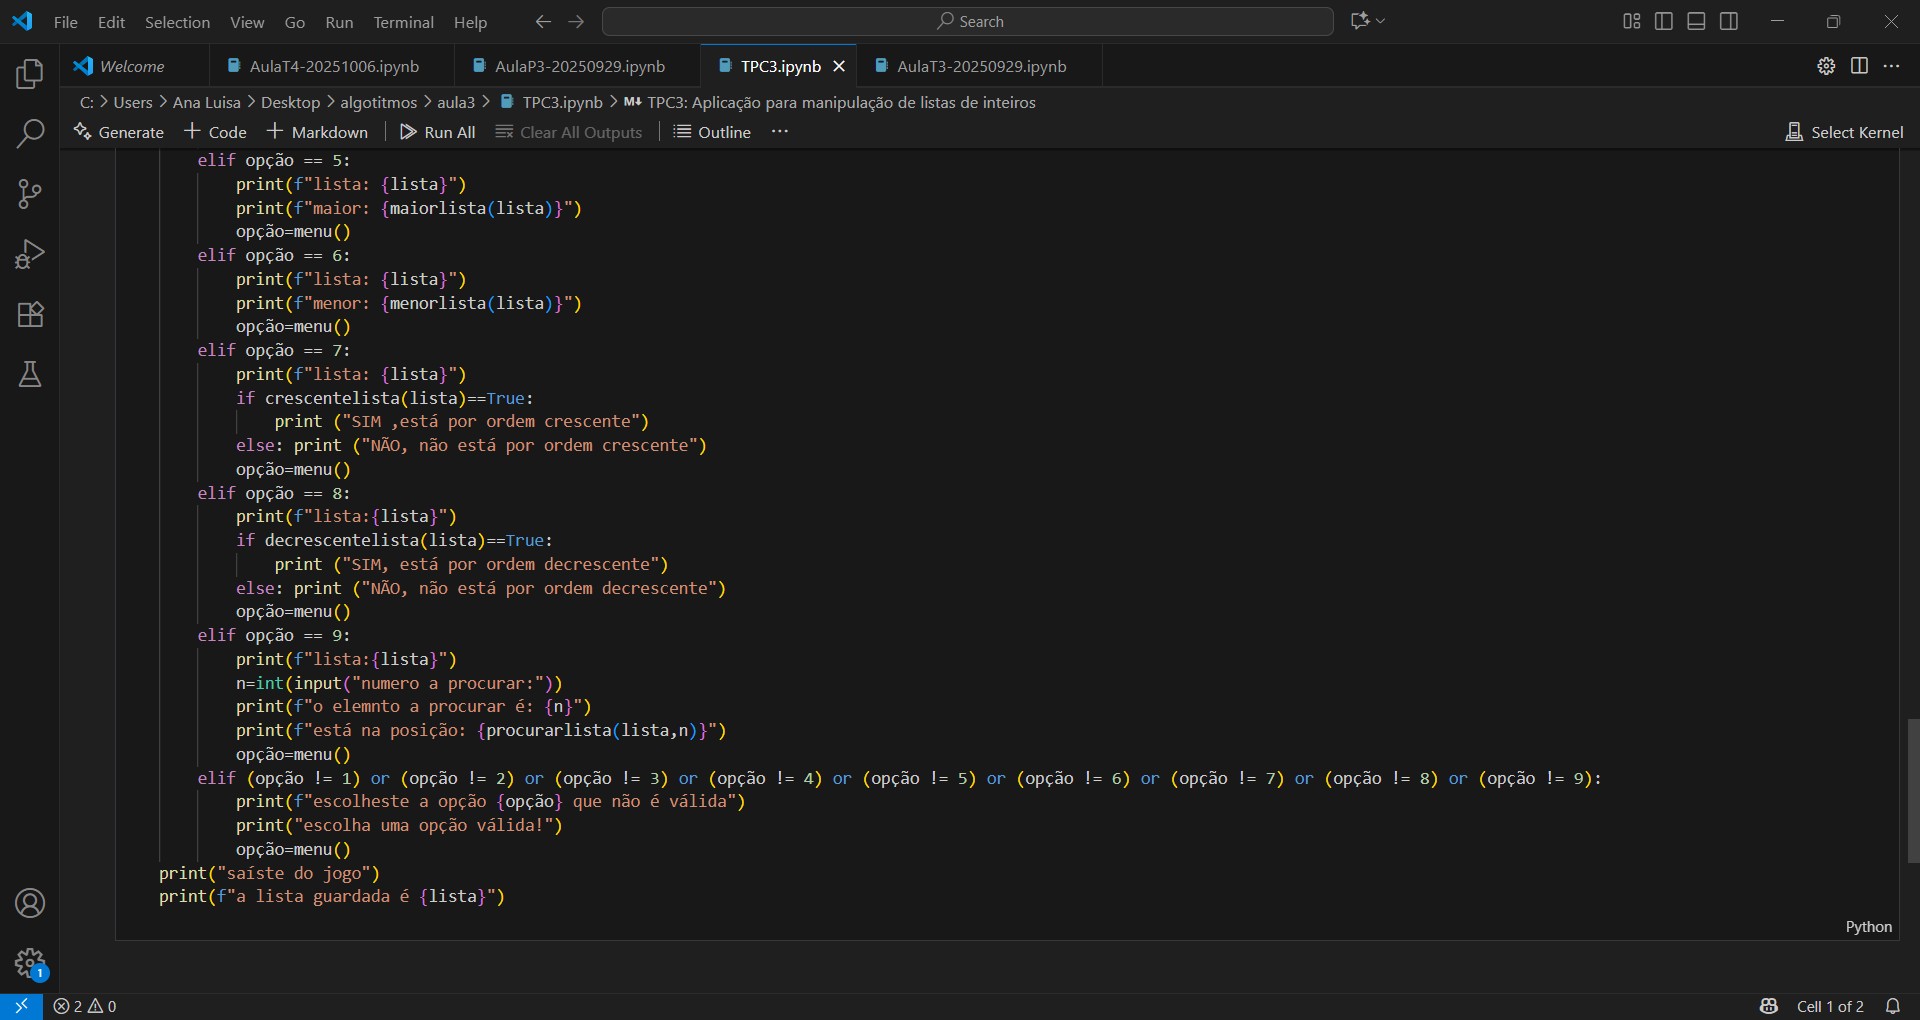 File Edit Selection View Go Run Terminal Help Search
Welcome AulaT4-20251006.ipynb AulaP3-20250929.ipynb TPC3.ipynb AulaT3-20250929.ipynb
C: > Users > Ana Luisa > Desktop > algotitmos > aula3 > TPC3.ipynb > M↓ TPC3: Aplicação para manipulação de listas de inteiros
Generate + Code + Markdown Run All Clear All Outputs Outline ··· Select Kernel
elif opção == 5:
print(f"lista: {lista}")
print(f"maior: {maiorlista(lista)}")
opção=menu()
elif opção == 6:
print(f"lista: {lista}")
print(f"menor: {menorlista(lista)}")
opção=menu()
elif opção == 7:
print(f"lista: {lista}")
if crescentelista(lista)==True:
print ("SIM ,está por ordem crescente")
else: print ("NÃO, não está por ordem crescente")
opção=menu()
elif opção == 8:
print(f"lista:{lista}")
if decrescentelista(lista)==True:
print ("SIM, está por ordem decrescente")
else: print ("NÃO, não está por ordem decrescente")
opção=menu()
elif opção == 9:
print(f"lista:{lista}")
n=int(input("numero a procurar:"))
print(f"o elemnto a procurar é: {n}")
print(f"está na posição: {procurarlista(lista,n)}")
opção=menu()
elif (opção != 1) or (opção != 2) or (opção != 3) or (opção != 4) or (opção != 5) or (opção != 6) or (opção != 7) or (opção != 8) or (opção != 9):
print(f"escolheste a opção {opção} que não é válida")
print("escolha uma opção válida!")
opção=menu()
print("saíste do jogo")
print(f"a lista guardada é {lista}")
Python
1
2 0 Cell 1 of 2